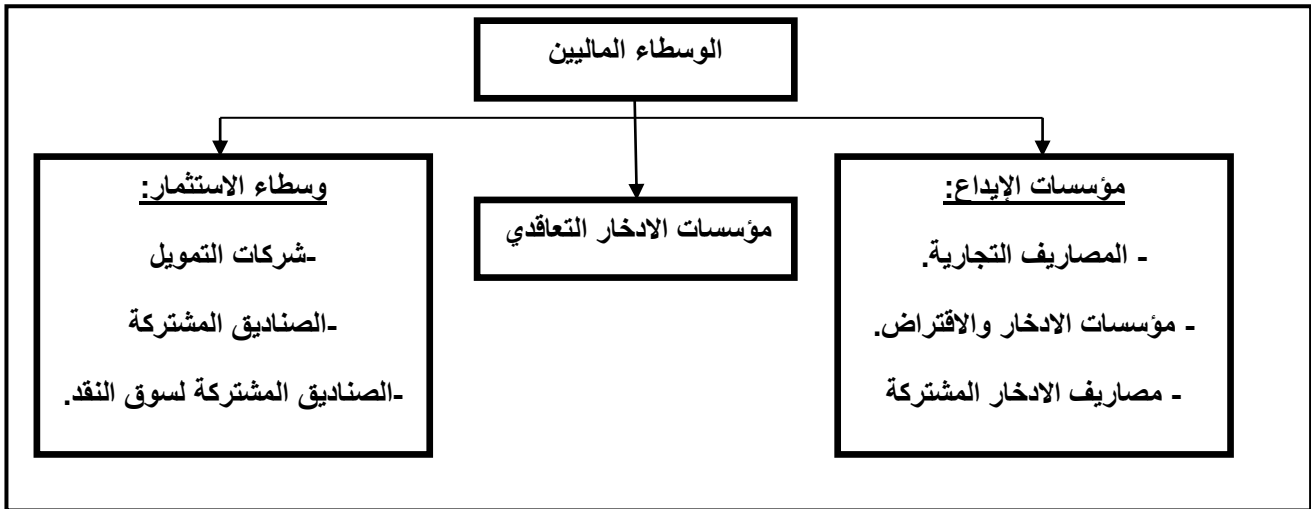 الوسطاء الماليين
مؤسسات الإيداع:
- المصاريف التجارية.
- مؤسسات الادخار والاقتراض.
- مصاريف الادخار المشتركة
مؤسسات الادخار التعاقدي
وسطاء الاستثمار:
-شركات التمويل
-الصناديق المشتركة
-الصناديق المشتركة لسوق النقد.